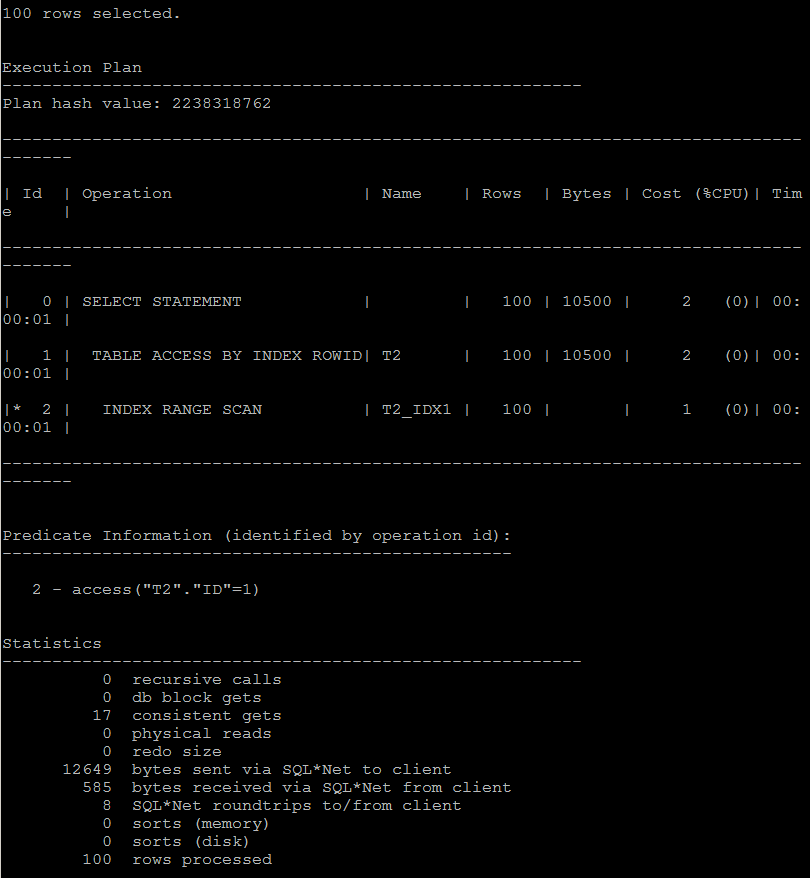 100 rows selected.
Execution Plan
----------------------------------------------------------
Plan hash value: 2238318762
--------------------------------------------------------------------------------
-------
| Id  | Operation                   | Name    | Rows  | Bytes | Cost (%CPU)| Tim
e     |
--------------------------------------------------------------------------------
-------
|   0 | SELECT STATEMENT            |         |   100 | 10500 |     2   (0)| 00:
00:01 |
|   1 |  TABLE ACCESS BY INDEX ROWID| T2      |   100 | 10500 |     2   (0)| 00:
00:01 |
|*  2 |   INDEX RANGE SCAN          | T2_IDX1 |   100 |       |     1   (0)| 00:
00:01 |
--------------------------------------------------------------------------------
-------
Predicate Information (identified by operation id):
---------------------------------------------------
   2 - access("T2"."ID"=1)
Statistics
----------------------------------------------------------
          0  recursive calls
          0  db block gets
         17  consistent gets
          0  physical reads
          0  redo size
      12649  bytes sent via SQL*Net to client
        585  bytes received via SQL*Net from client
          8  SQL*Net roundtrips to/from client
          0  sorts (memory)
          0  sorts (disk)
        100  rows processed